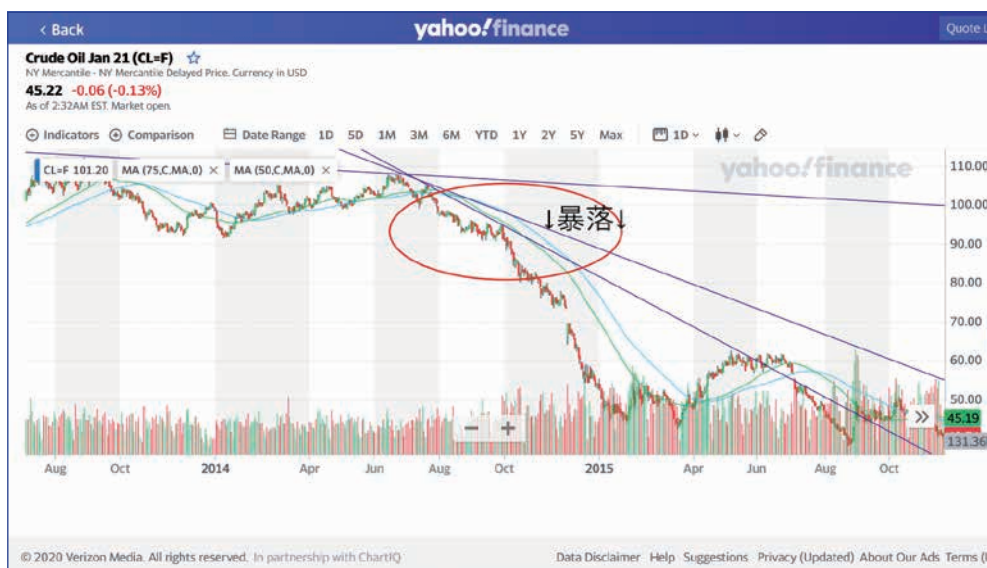 < Back
yahoo!finance
Quote L
Crude Oil Jan 21 (CL=F)
NY Mercantile - NY Mercantile Delayed Price. Currency in USD
45.22 -0.06 (-0.13%)
As of 2:32AM EST. Market open.
Indicators Comparison Date Range 1D 5D 1M 3M 6M YTD 1Y 2Y 5Y Max 1D
CL=F 101.20 MA (75,C,MA,0) × MA (50,C,MA,0) ×
yahoo!finance
110.00
100.00
↓暴落↓
90.00
80.00
70.00
60.00
50.00
45.19
131.36
Aug Oct 2014 Apr Jun Aug Oct 2015 Apr Jun Aug Oct
© 2020 Verizon Media. All rights reserved. In partnership with ChartIQ
Data Disclaimer Help Suggestions Privacy (Updated) About Our Ads Terms (